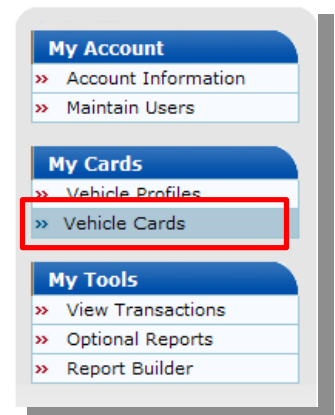 My Account
» Account Information
» Maintain Users
My Cards
» Vehicle Profiles
» Vehicle Cards
My Tools
» View Transactions
» Optional Reports
» Report Builder